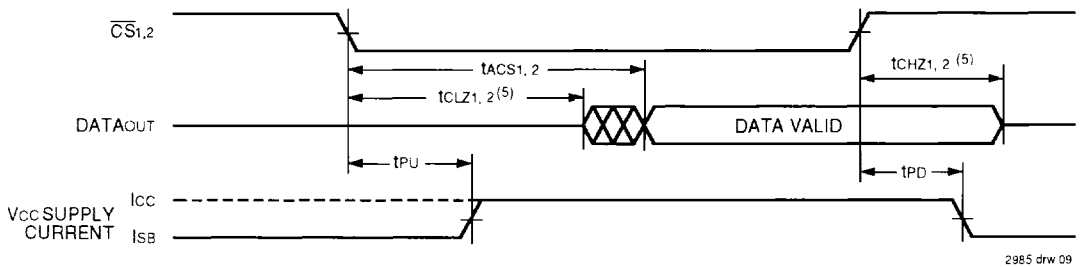 CS1,2
tACS1, 2
tCHZ1, 2 (5)
tCLZ1, 2 (5)
DATAOUT
DATA VALID
tPU
tPD
ICC
VCC SUPPLY
CURRENT
ISB
2985 drw 09